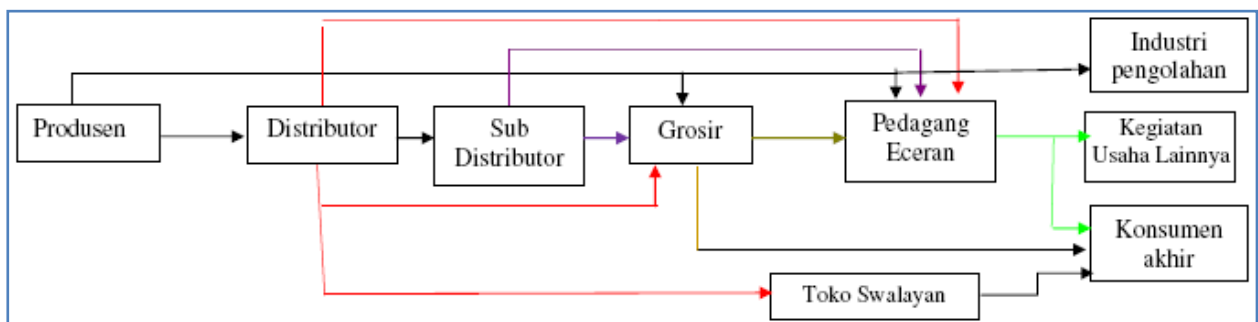 Industri
pengolahan
Produsen
Distributor
Sub
Distributor
Grosir
Pedagang
Eceran
Kegiatan
Usaha Lainnya
Konsumen
akhir
Toko Swalayan